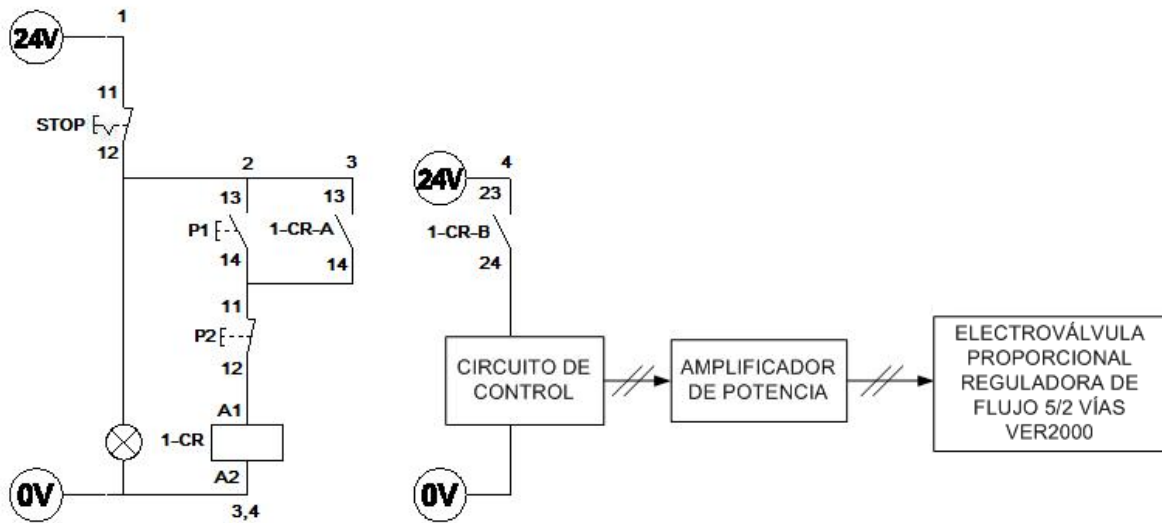 1
24V
11
STOP
12
2
3
13
13
P1
1-CR-A
14
14
11
P2
12
A1
1-CR
A2
0V
3,4
4
24V
23
1-CR-B
24
CIRCUITO DE
CONTROL
0V
AMPLIFICADOR
DE POTENCIA
ELECTROVÁLVULA
PROPORCIONAL
REGULADORA DE
FLUJO 5/2 VÍAS
VER2000